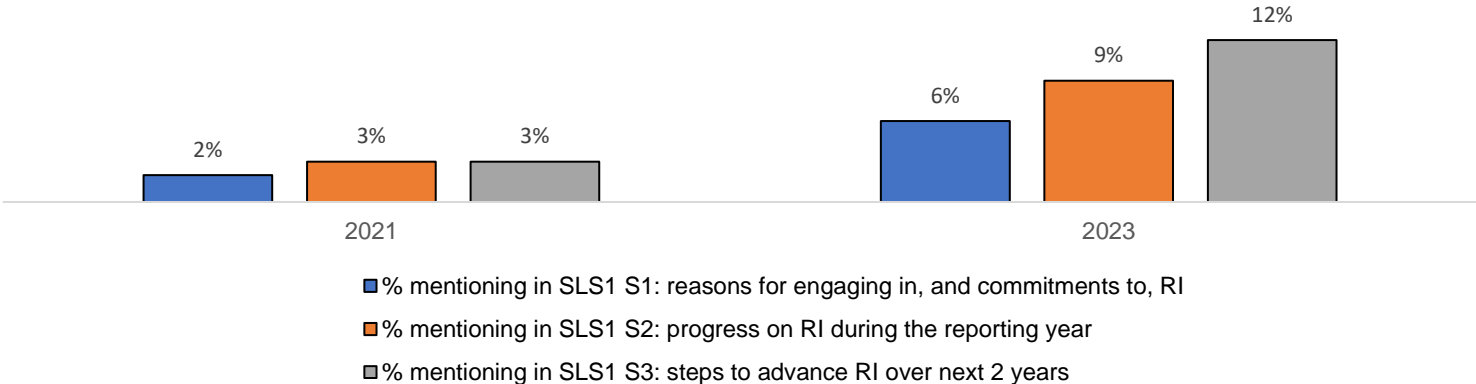 12%
9%
6%
3%
3%
2%
2021
2023
% mentioning in SLS1 S1: reasons for engaging in, and commitments to, RI
% mentioning in SLS1 S2: progress on RI during the reporting year
% mentioning in SLS1 S3: steps to advance RI over next 2 years